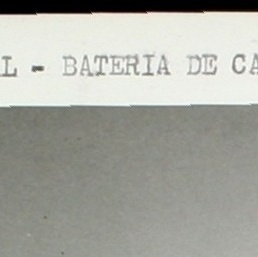 L - BATERIA DE CA